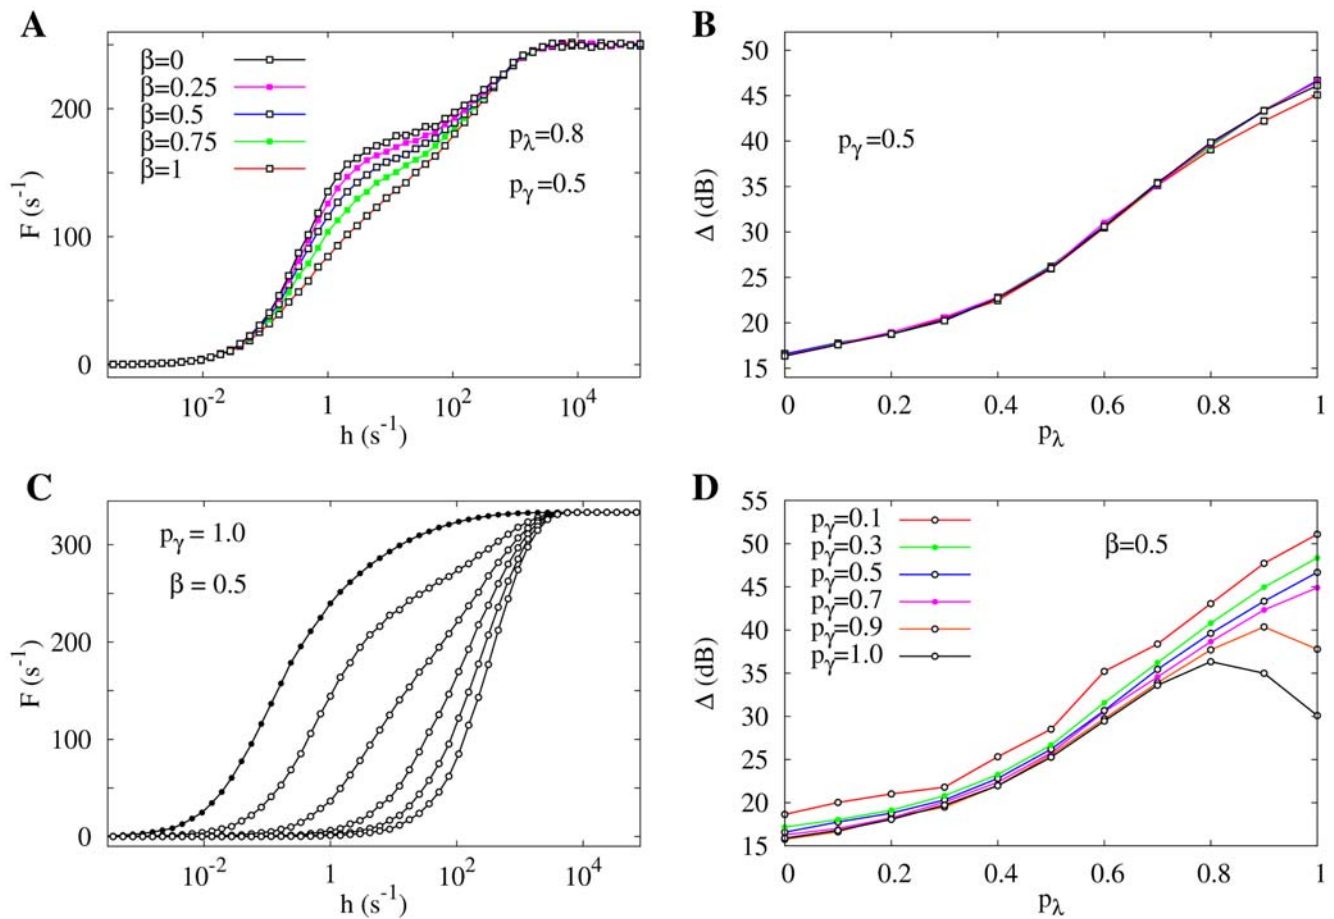 A
β=0
β=0.25
β=0.5
β=0.75
β=1
pλ=0.8
pγ=0.5
F (s⁻¹)
200
100
0
10⁻² 1 10² 10⁴
h (s⁻¹)
B
50
45
40
35
30
25
20
15
Δ (dB)
pγ=0.5
0 0.2 0.4 0.6 0.8 1
pλ
C
pγ = 1.0
β = 0.5
F (s⁻¹)
300
200
100
0
10⁻² 1 10² 10⁴
h (s⁻¹)
D
55
50
45
40
35
30
25
20
15
Δ (dB)
pγ=0.1
pγ=0.3
pγ=0.5
pγ=0.7
pγ=0.9
pγ=1.0
β=0.5
0 0.2 0.4 0.6 0.8 1
pλ